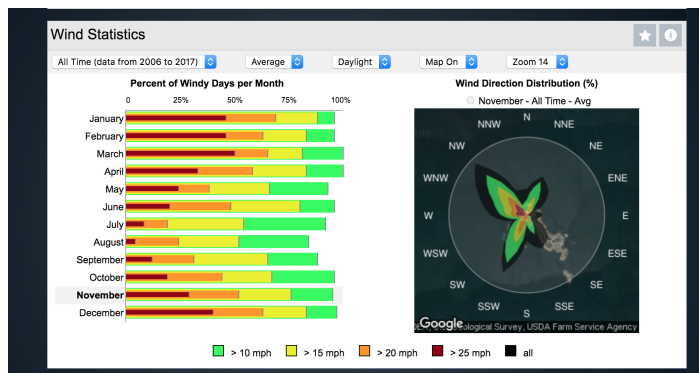 Wind Statistics
All Time (data from 2006 to 2017) Average Daylight Map On Zoom 14
Percent of Windy Days per Month
0 25% 50% 75% 100%
January
February
March
April
May
June
July
August
September
October
November
December
Wind Direction Distribution (%)
November - All Time - Avg
N
NNW NNE
NW NE
WNW ENE
W E
WSW ESE
SW SE
SSW SSE
S
Google
ological Survey, USDA Farm Service Agency
> 10 mph > 15 mph > 20 mph > 25 mph all